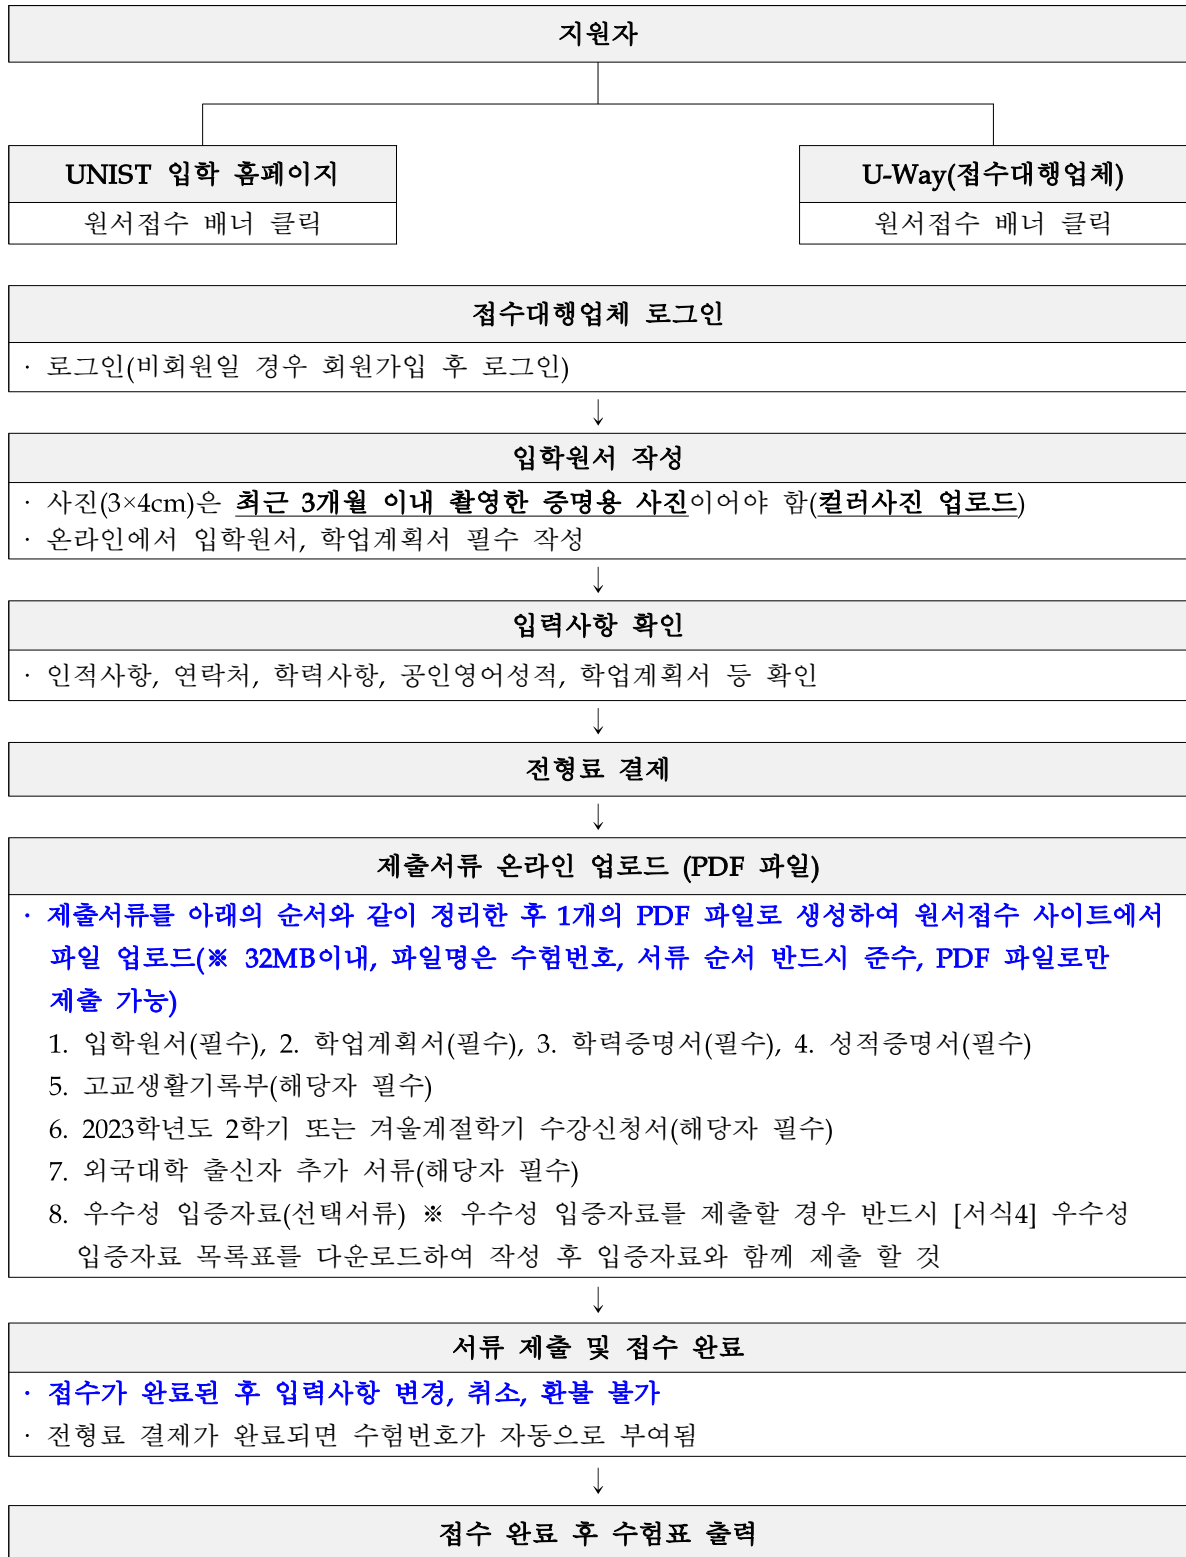 지원자
UNIST 입학 홈페이지
원서접수 배너 클릭
U-Way(접수대행업체)
원서접수 배너 클릭
접수대행업체 로그인
· 로그인(비회원일 경우 회원가입 후 로그인)
↓
입학원서 작성
· 사진(3×4cm)은 최근 3개월 이내 촬영한 증명용 사진이어야 함(컬러사진 업로드)
· 온라인에서 입학원서, 학업계획서 필수 작성
↓
입력사항 확인
· 인적사항, 연락처, 학력사항, 공인영어성적, 학업계획서 등 확인
↓
전형료 결제
↓
제출서류 온라인 업로드 (PDF 파일)
· 제출서류를 아래의 순서와 같이 정리한 후 1개의 PDF 파일로 생성하여 원서접수 사이트에서
파일 업로드(※ 32MB이내, 파일명은 수험번호, 서류 순서 반드시 준수, PDF 파일로만
제출 가능)
1. 입학원서(필수), 2. 학업계획서(필수), 3. 학력증명서(필수), 4. 성적증명서(필수)
5. 고교생활기록부(해당자 필수)
6. 2023학년도 2학기 또는 겨울계절학기 수강신청서(해당자 필수)
7. 외국대학 출신자 추가 서류(해당자 필수)
8. 우수성 입증자료(선택서류) ※ 우수성 입증자료를 제출할 경우 반드시 [서식4] 우수성
입증자료 목록표를 다운로드하여 작성 후 입증자료와 함께 제출 할 것
↓
서류 제출 및 접수 완료
· 접수가 완료된 후 입력사항 변경, 취소, 환불 불가
· 전형료 결제가 완료되면 수험번호가 자동으로 부여됨
↓
접수 완료 후 수험표 출력